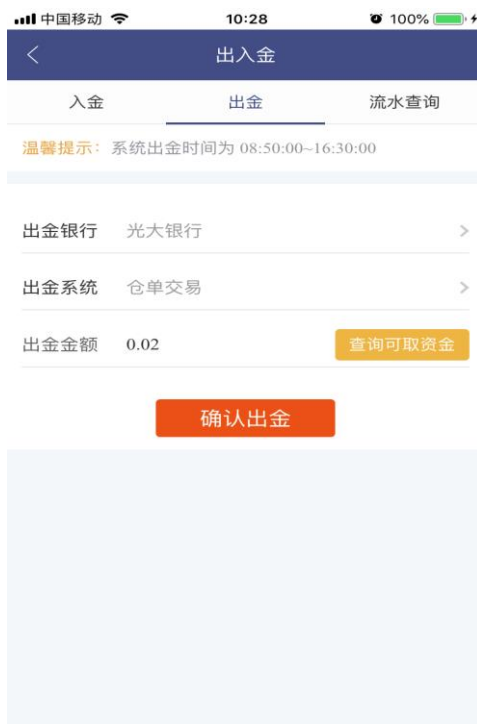 中国移动 10:28 100%
出入金
入金 出金 流水查询
温馨提示：系统出金时间为 08:50:00~16:30:00
出金银行 光大银行
出金系统 仓单交易
出金金额 0.02 查询可取资金
确认出金